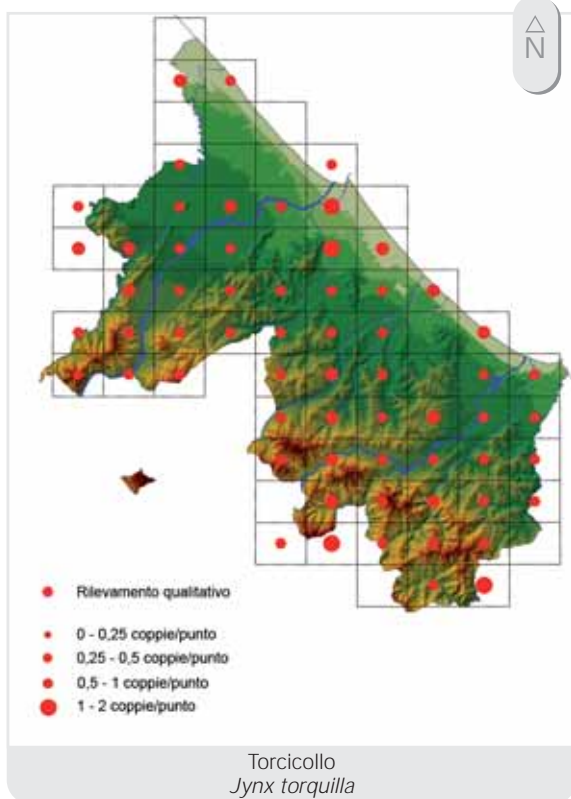 N
Rilevamento qualitativo
0 - 0,25 coppie/punto
0,25 - 0,5 coppie/punto
0,5 - 1 coppie/punto
1 - 2 coppie/punto
Torcicollo
Jynx torquilla